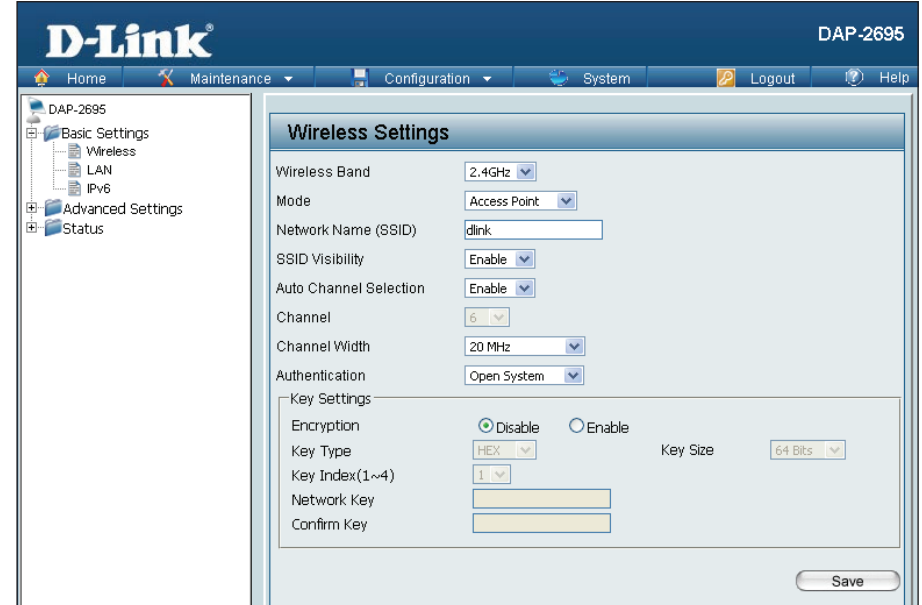 D-Link®
DAP-2695
Home Maintenance Configuration System Logout Help
DAP-2695
Basic Settings
Wireless
LAN
IPv6
Advanced Settings
Status
Wireless Settings
Wireless Band 2.4GHz
Mode Access Point
Network Name (SSID) dlink
SSID Visibility Enable
Auto Channel Selection Enable
Channel 6
Channel Width 20 MHz
Authentication Open System
Key Settings
Encryption Disable Enable
Key Type HEX Key Size 64 Bits
Key Index(1~4) 1
Network Key
Confirm Key
Save